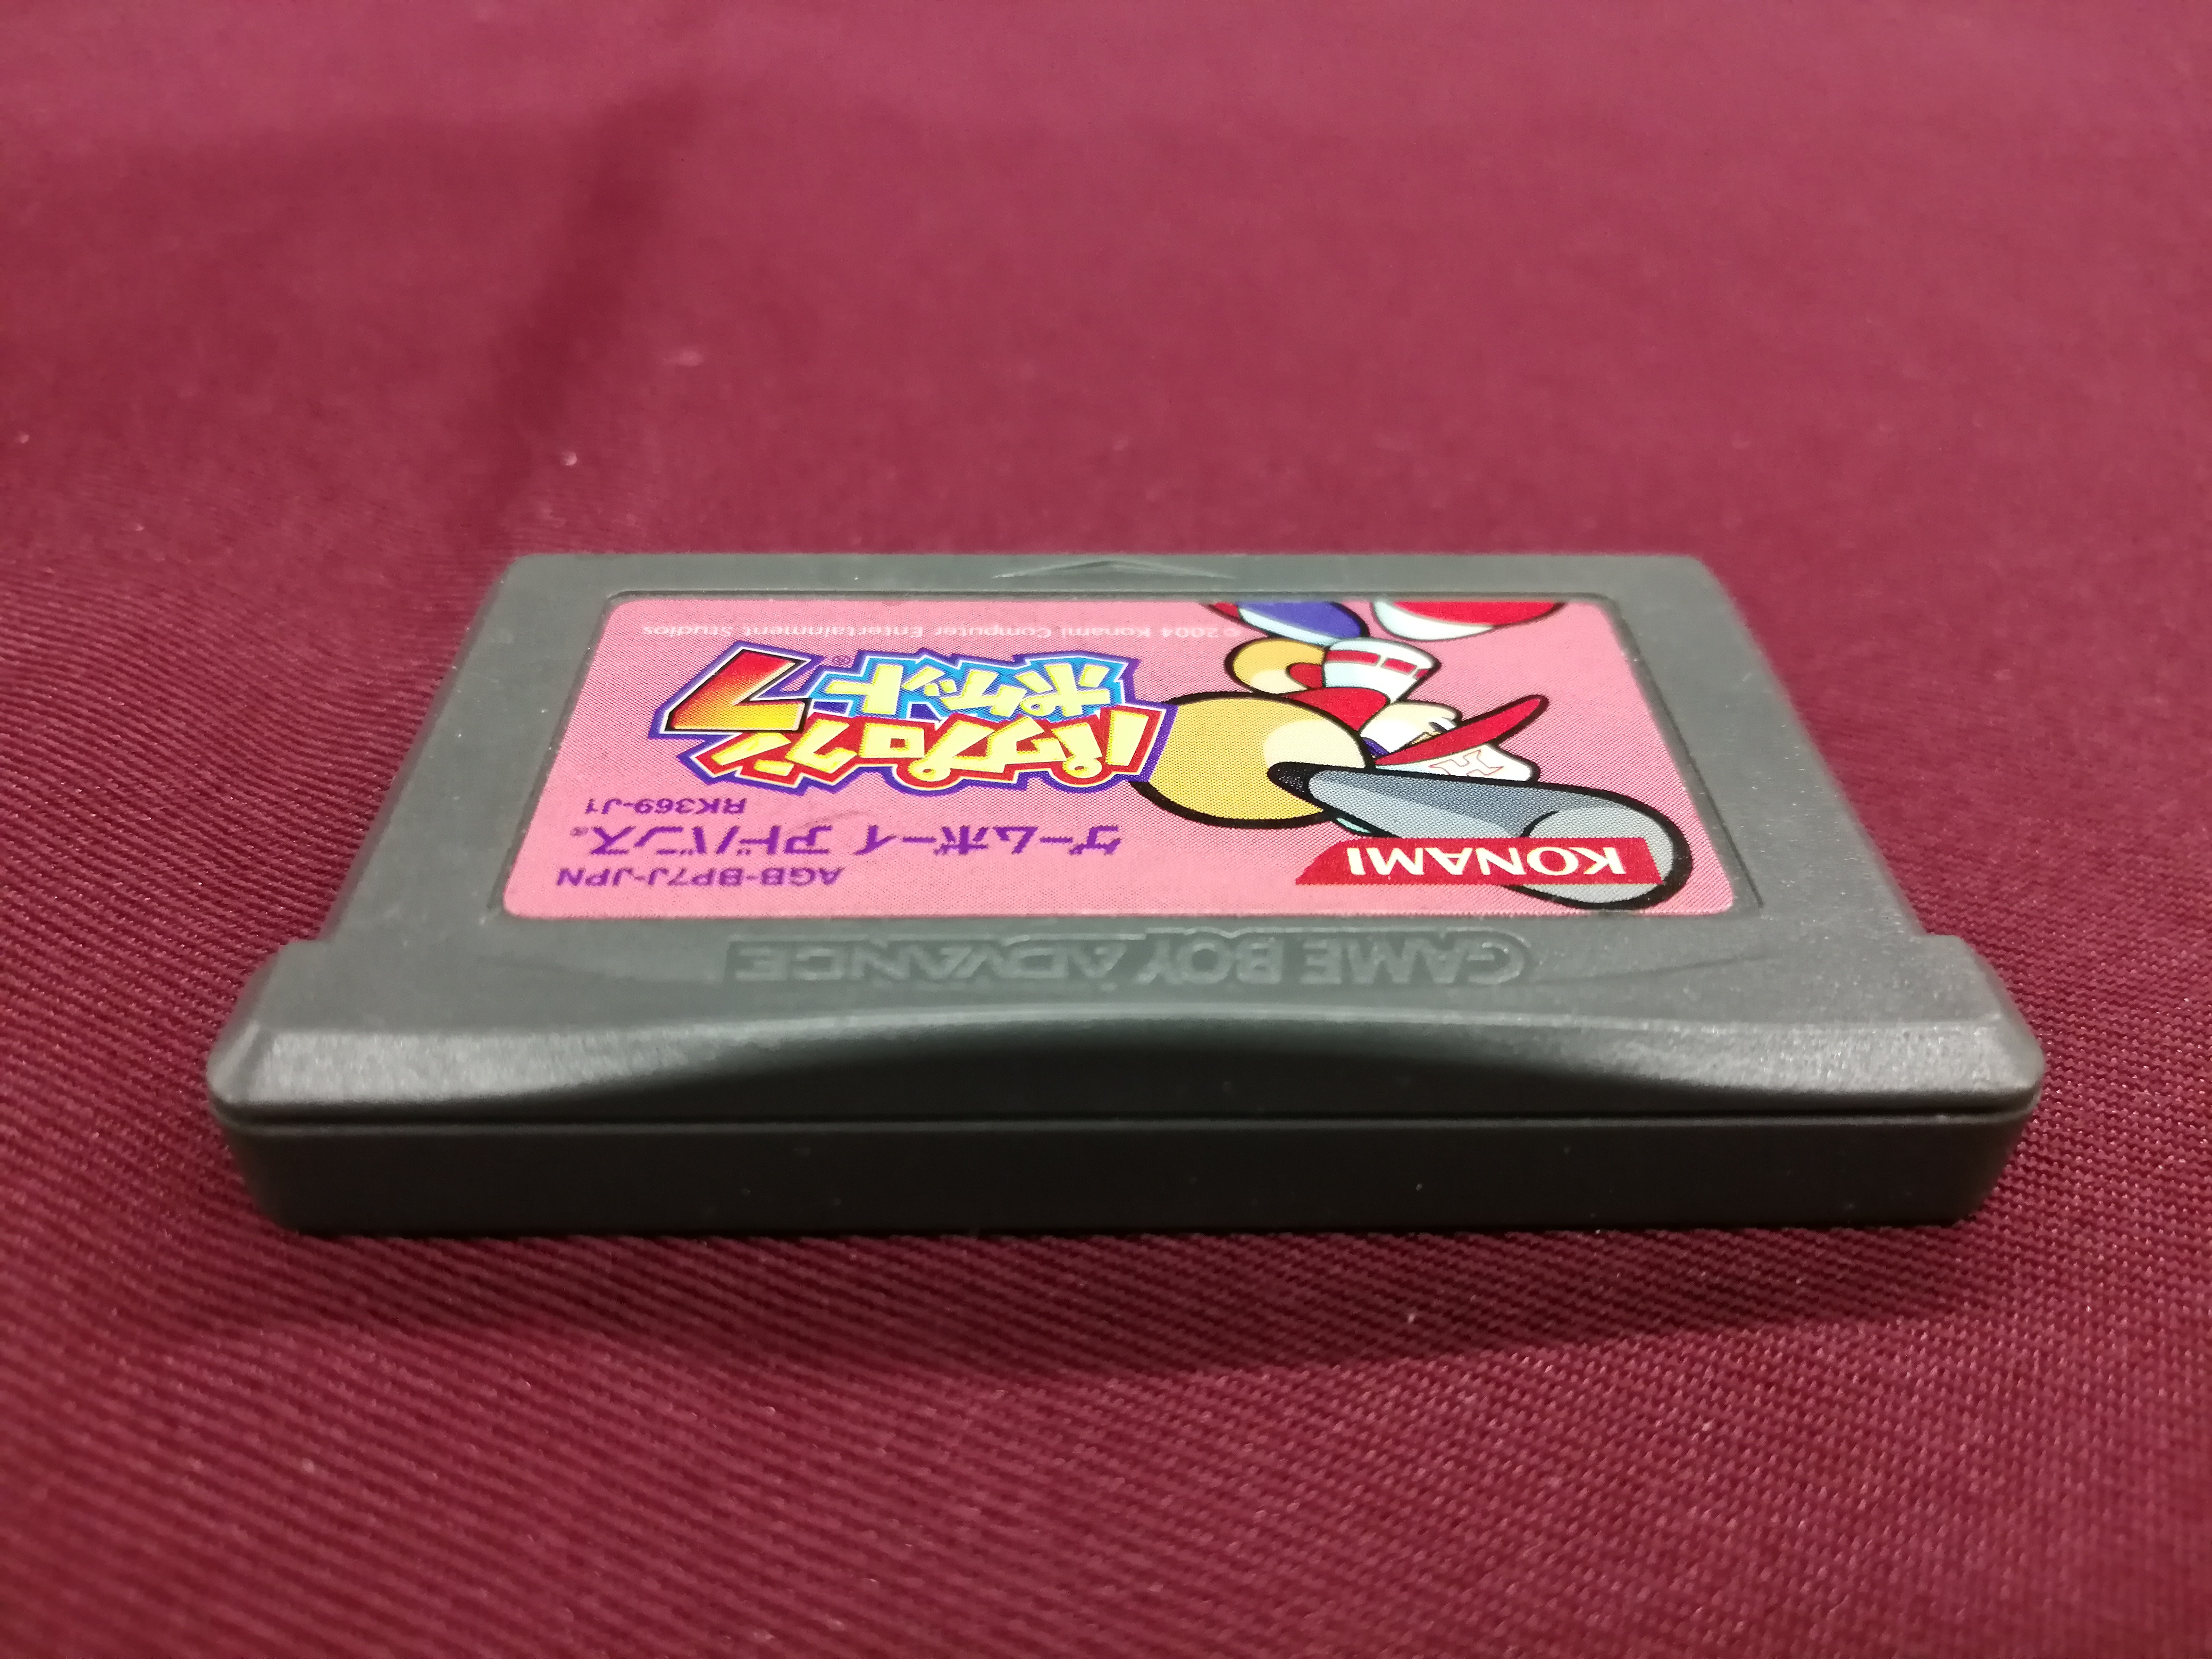 GAME BOY ADVANCE
KONAMI
AGB-BP7J-JPN
ゲームボーイ アドバンス®
RK369-J1
パワプロクン
ポケット®
7
©2004 Konami Computer Entertainment Studios
H